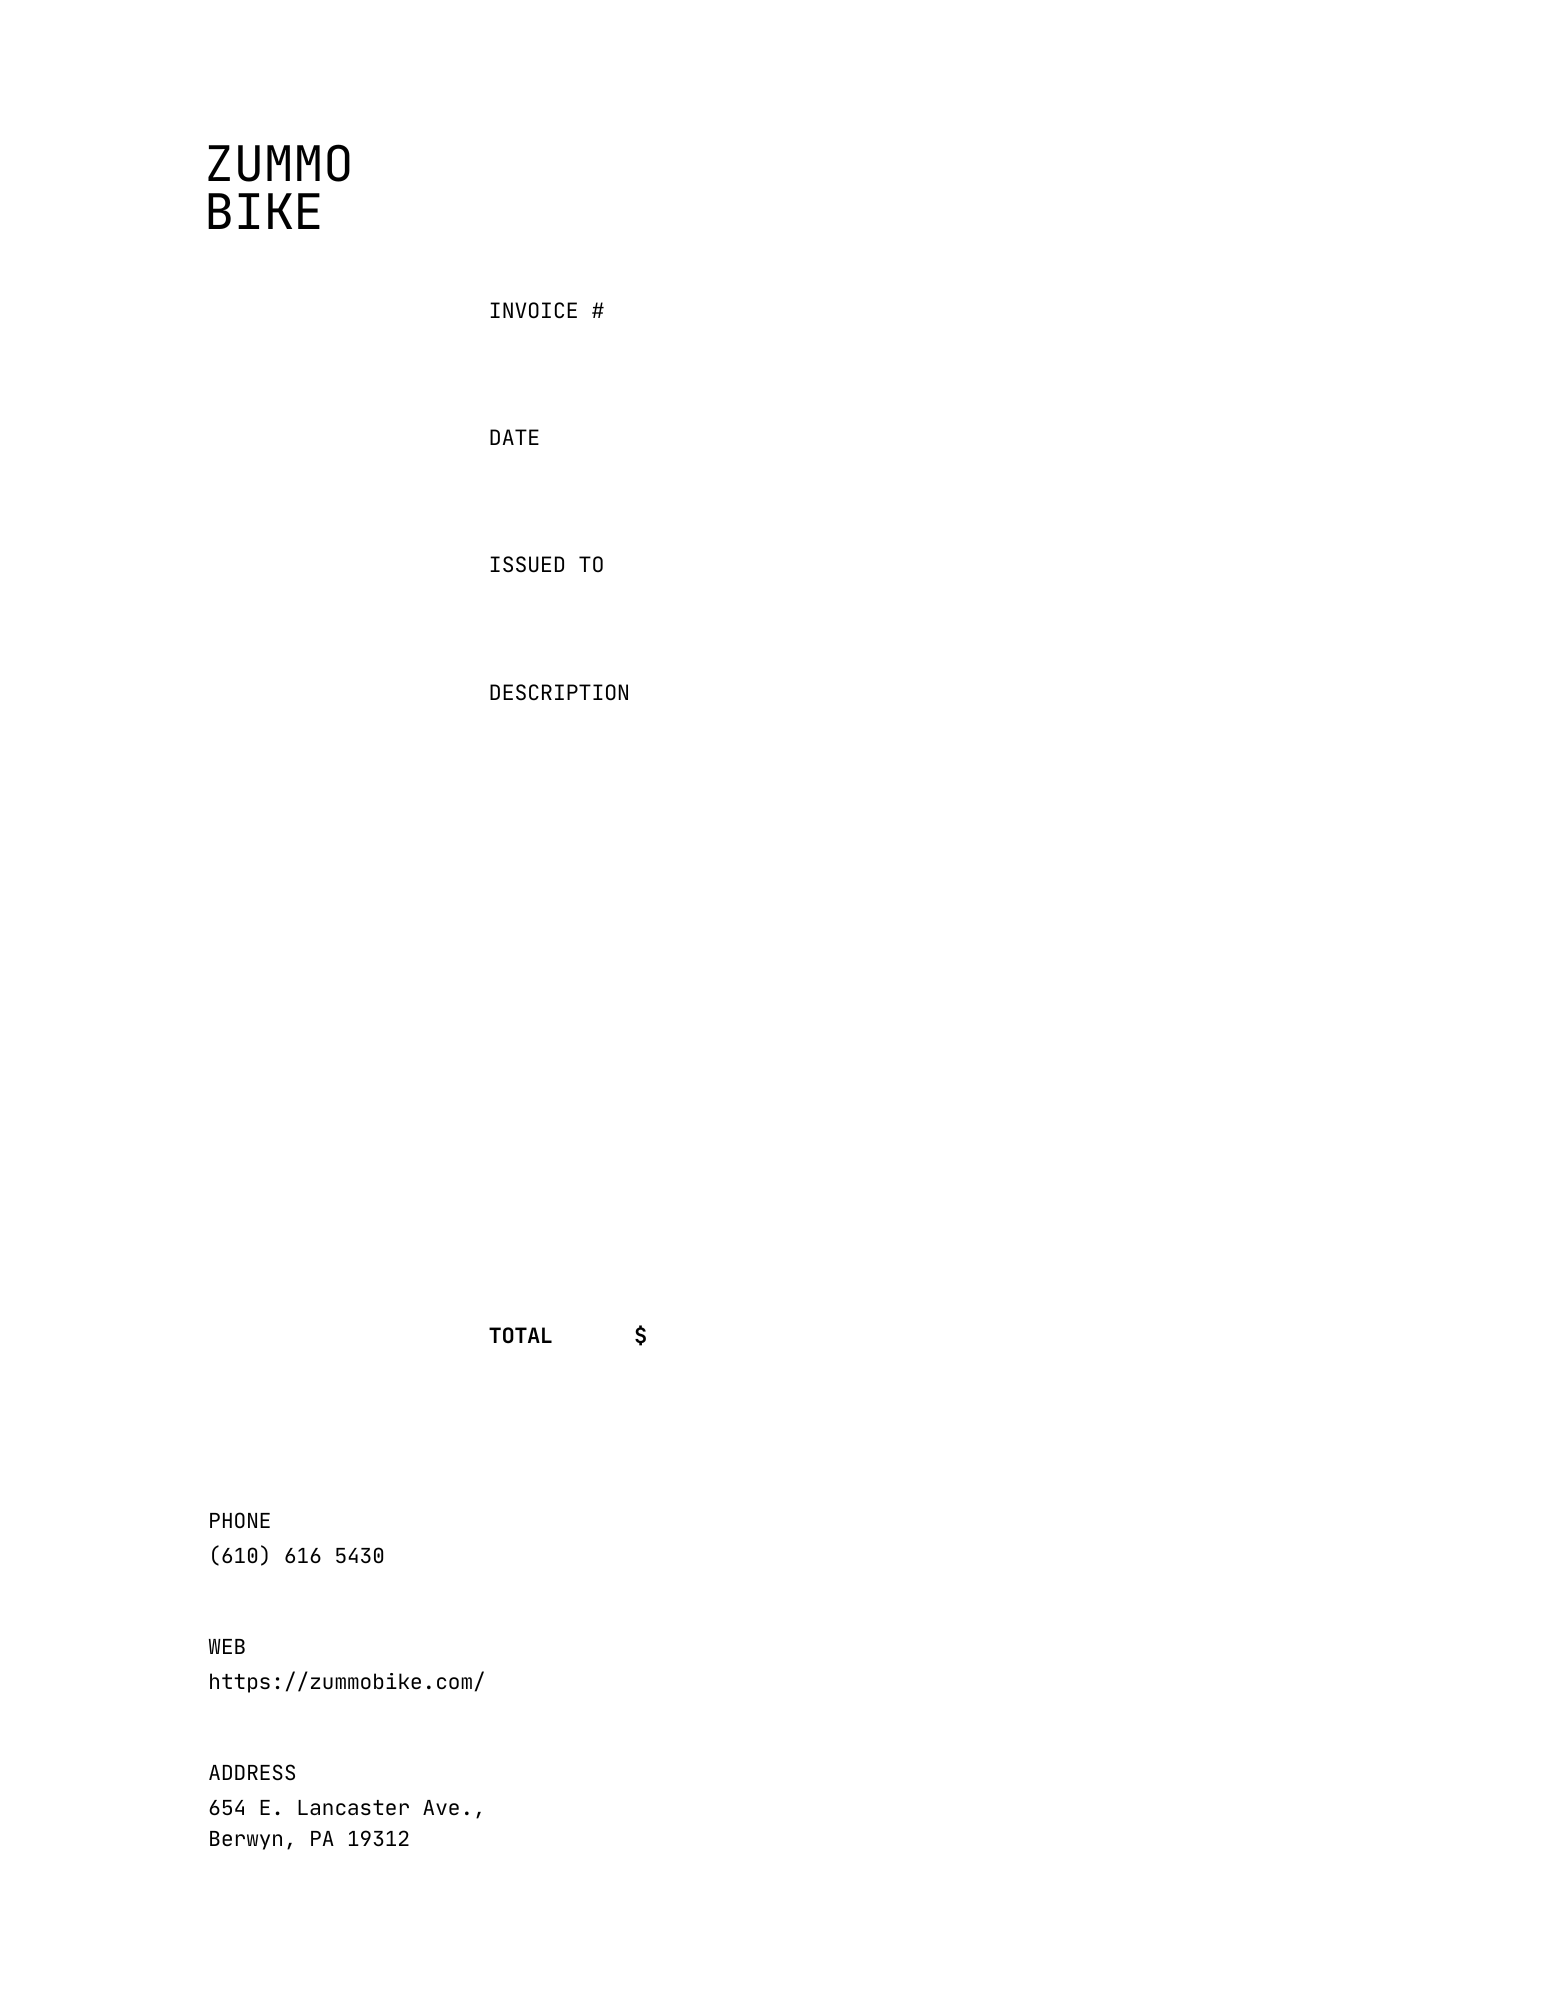 ZUMMO
BIKE
INVOICE #
DATE
ISSUED TO
DESCRIPTION
TOTAL $
PHONE
(610) 616 5430
WEB
https://zummobike.com/
ADDRESS
654 E. Lancaster Ave.,
Berwyn, PA 19312